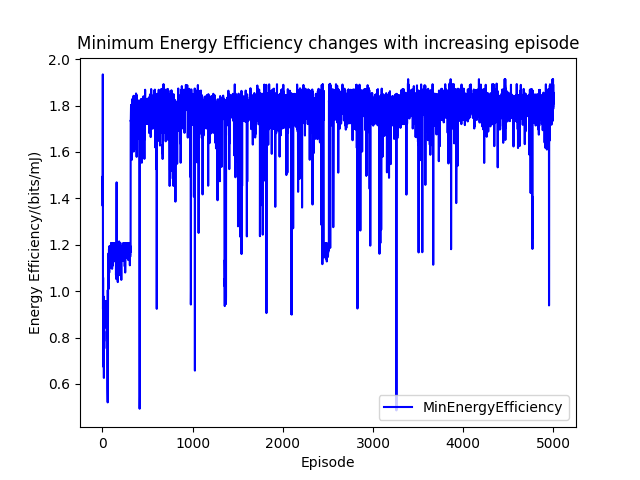 Minimum Energy Efficiency changes with increasing episode
Energy Efficiency/(bits/mJ)
2.0
1.8
1.6
1.4
1.2
1.0
0.8
0.6
MinEnergyEfficiency
0 1000 2000 3000 4000 5000
Episode